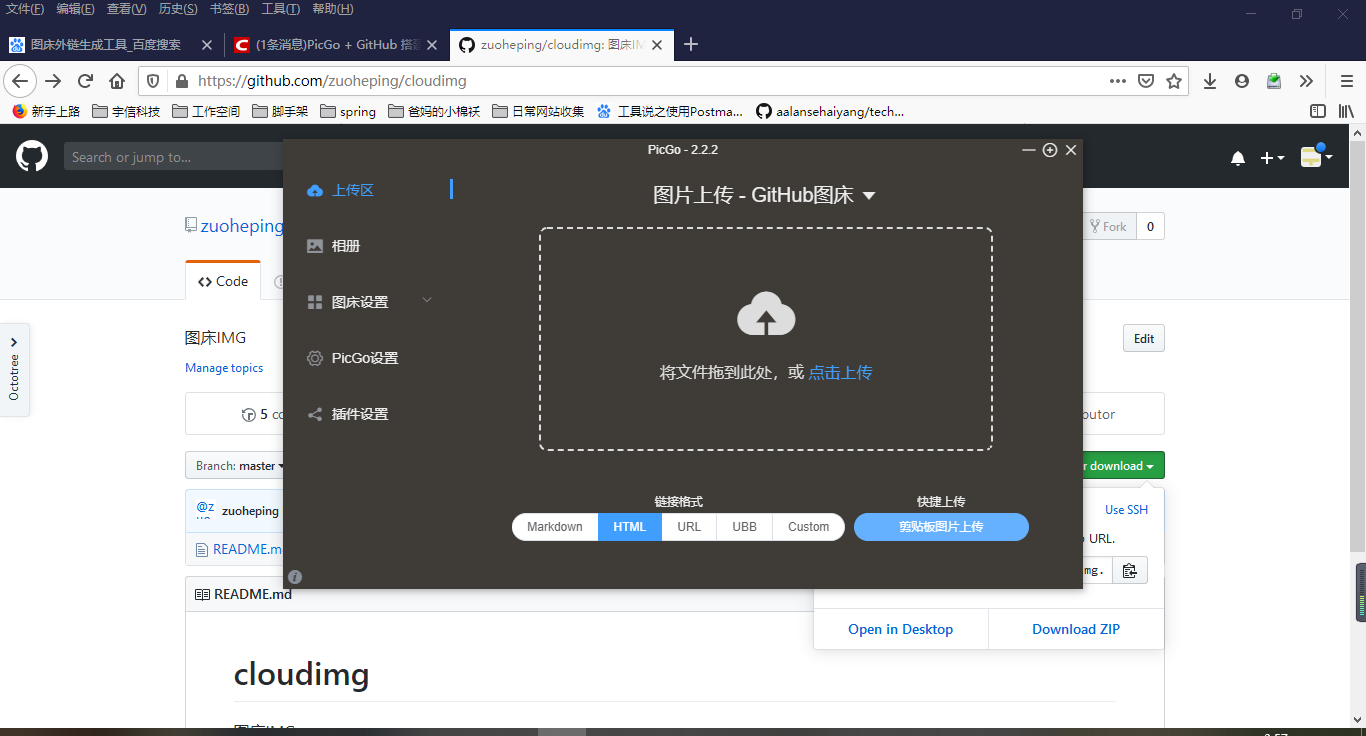 文件(F) 编辑(E) 查看(V) 历史(S) 书签(B) 工具(T) 帮助(H)
图床外链生成工具_百度搜索
(1条消息)PicGo + GitHub 搭
zuoheping/cloudimg: 图床IM
https://github.com/zuoheping/cloudimg
新手上路 宇信科技 工作空间 脚手架 spring 爸妈的小棉袄 日常网站收集 工具说之使用Postma... aalansehaiyang/tech...
Search or jump to...
PicGo - 2.2.2
上传区
图片上传 - GitHub图床
zuoheping
Fork 0
相册
Code
图床设置
图床IMG
Edit
PicGo设置
Manage topics
将文件拖到此处，或 点击上传
Octotree
插件设置
5 co
butor
Branch: master
r download
链接格式
快捷上传
zuoheping
Use SSH
Markdown HTML URL UBB Custom
剪贴板图片上传
URL.
README.m
mg.
README.md
Open in Desktop
Download ZIP
cloudimg
图床IMG